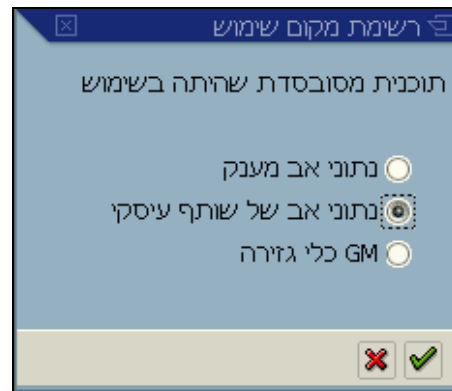 רשימת מקום שימוש
תוכנית מסובסדת שהיתה בשימוש
נתוני אב מענק
נתוני אב של שותף עיסקי
GM כלי גזירה